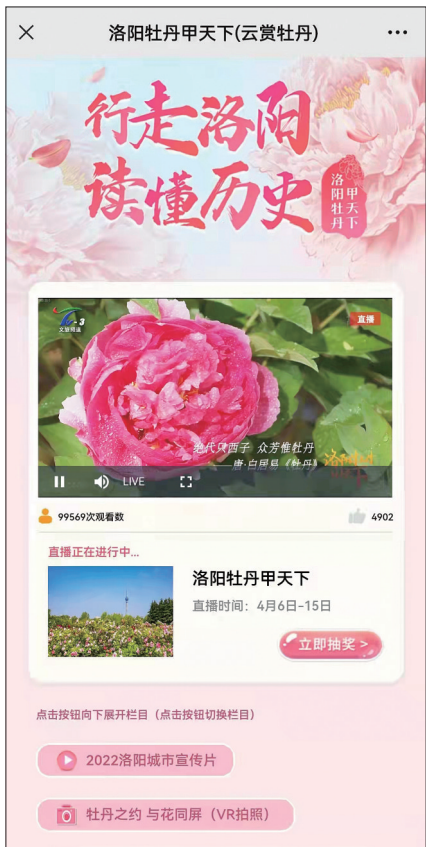 洛阳牡丹甲天下(云赏牡丹)
行走洛阳
读懂历史
洛阳牡丹
甲天下
-3
文旅频道
直播
绝代只西子 众芳惟牡丹
唐·白居易《牡丹》
LIVE
99569次观看数
4902
直播正在进行中...
洛阳牡丹甲天下
直播时间：4月6日-15日
立即抽奖 >
点击按钮向下展开栏目（点击按钮切换栏目）
2022洛阳城市宣传片
牡丹之约 与花同屏（VR拍照）